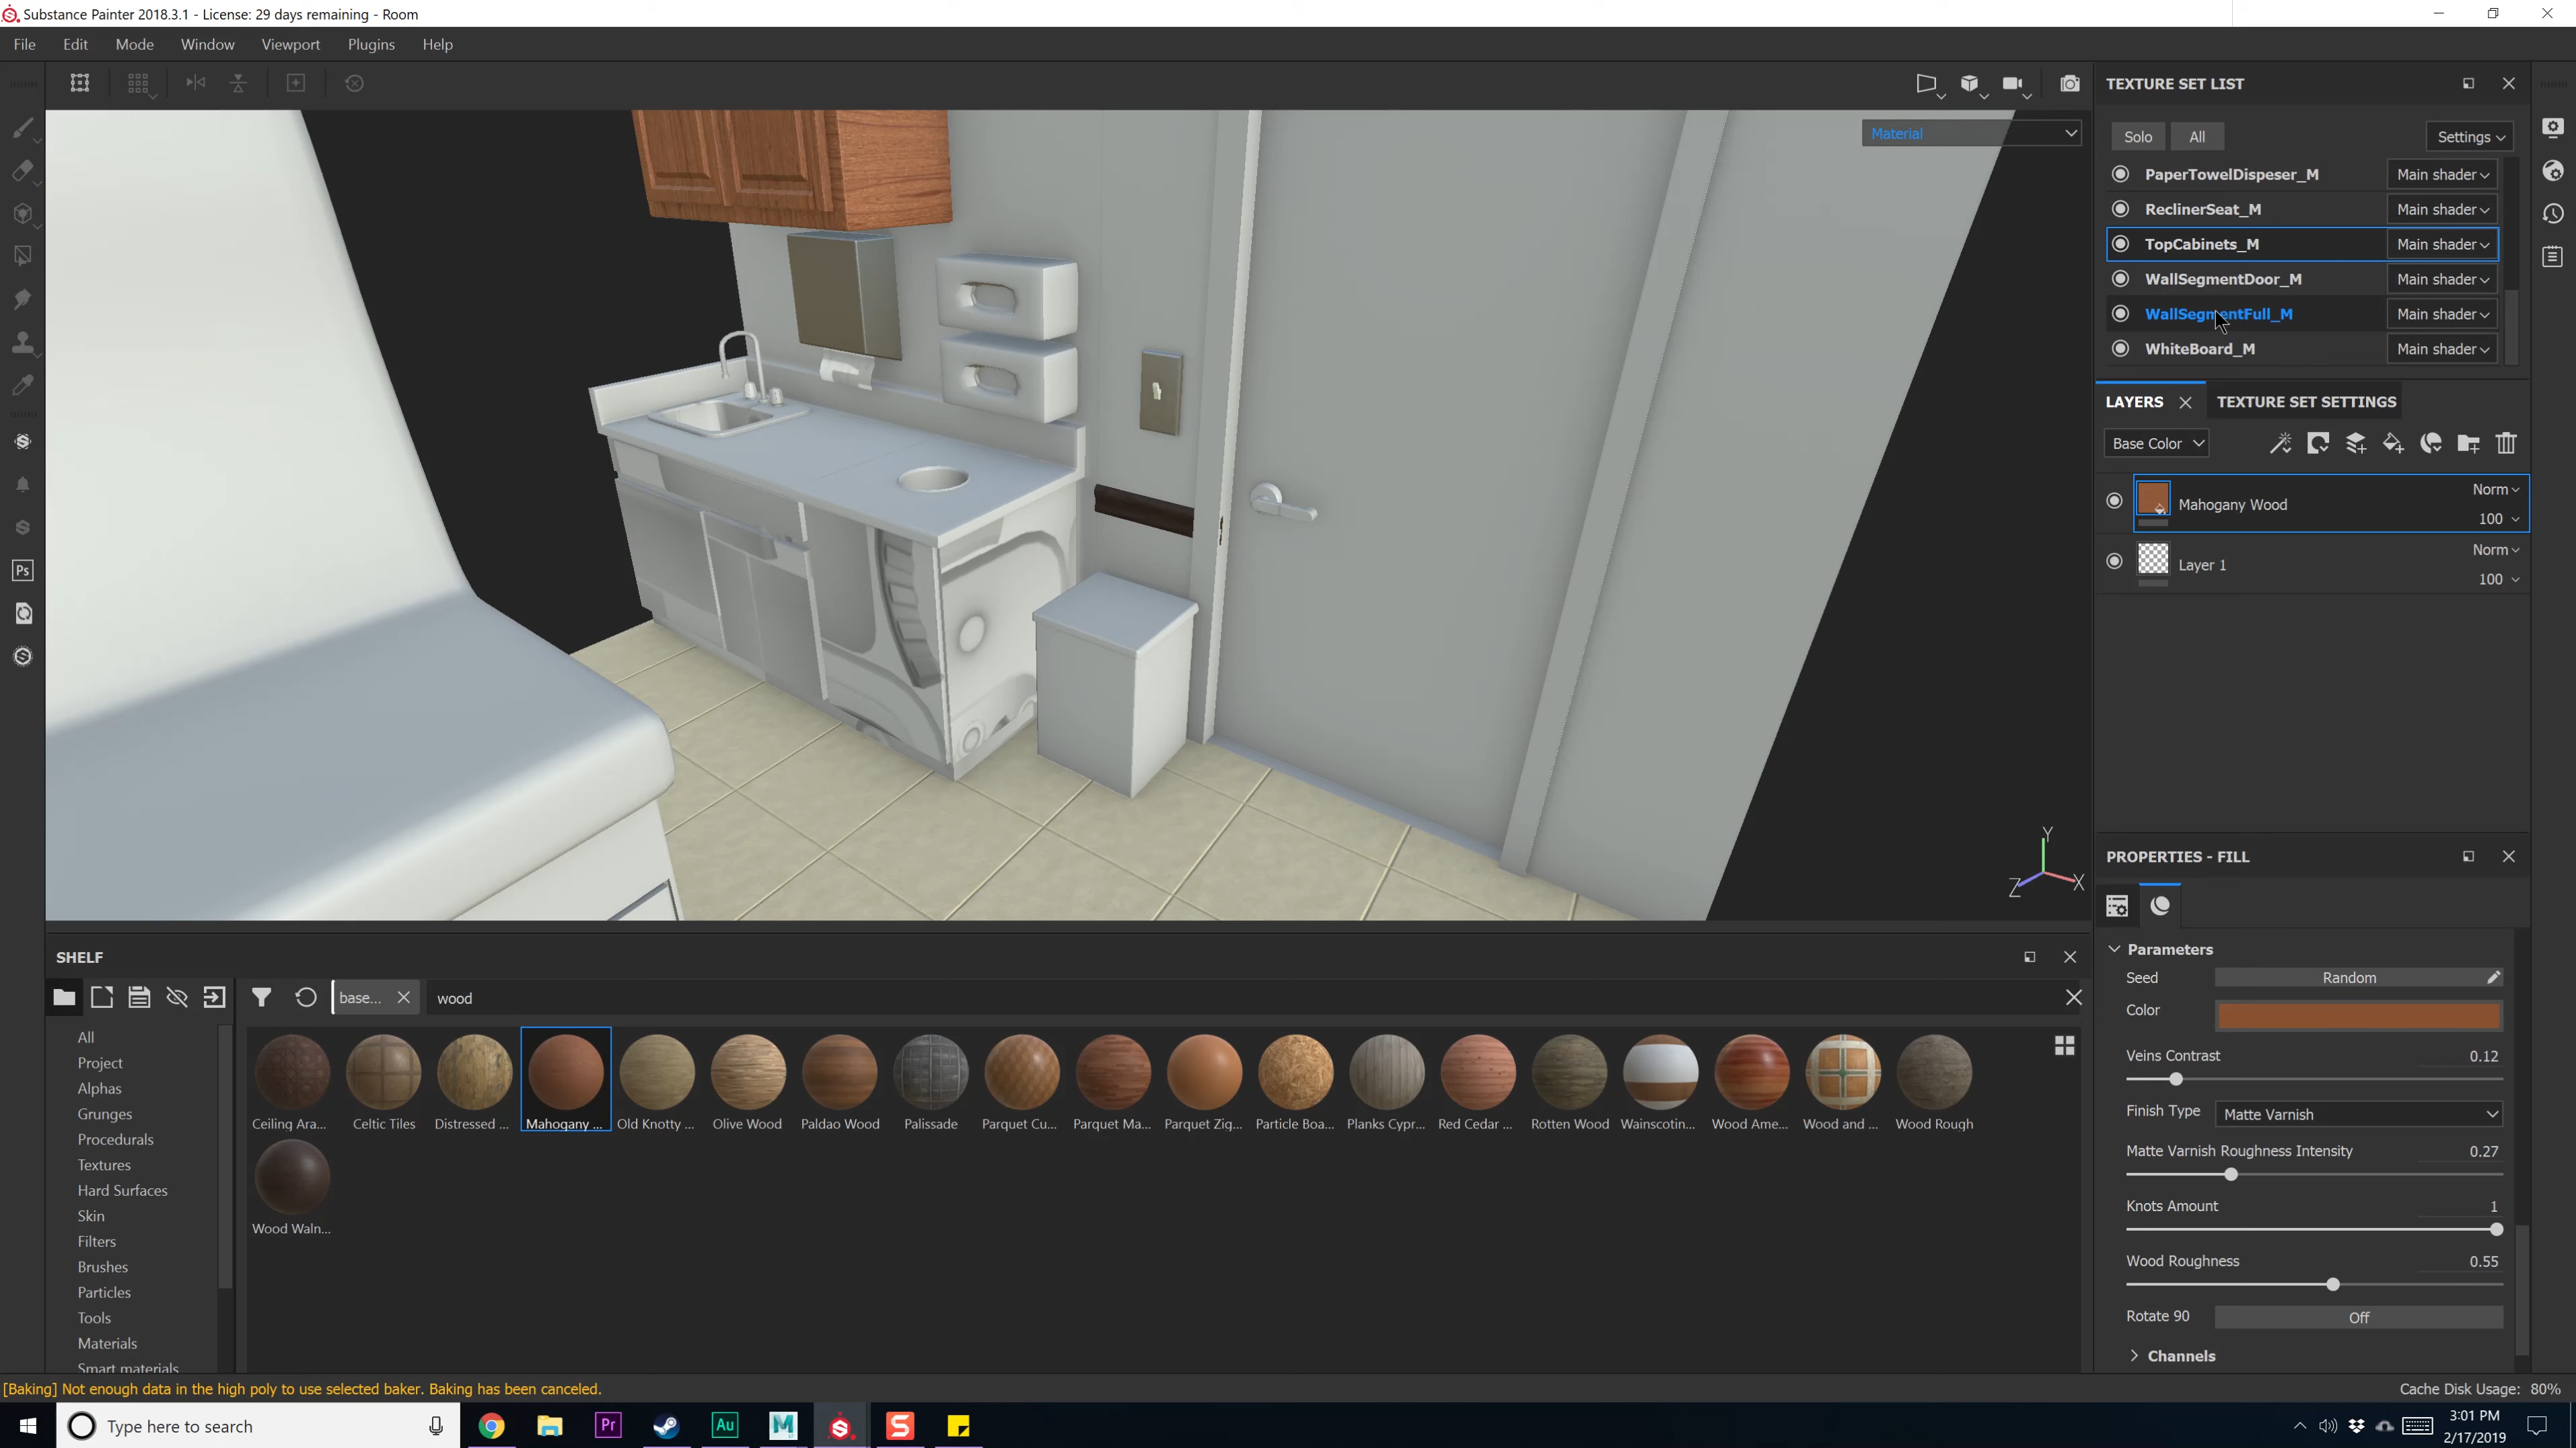 Substance Painter 2018.3.1 - License: 29 days remaining - Room
File Edit Mode Window Viewport Plugins Help
Material
TEXTURE SET LIST
Solo All Settings
PaperTowelDispeser_M Main shader
ReclinerSeat_M Main shader
TopCabinets_M Main shader
WallSegmentDoor_M Main shader
WallSegmentFull_M Main shader
WhiteBoard_M Main shader
LAYERS TEXTURE SET SETTINGS
Base Color
Norm
Mahogany Wood
100
Norm
Layer 1
100
Ps
Y
Z X
PROPERTIES - FILL
Parameters
Seed Random
Color
Veins Contrast 0.12
Finish Type Matte Varnish
Matte Varnish Roughness Intensity 0.27
Knots Amount 1
Wood Roughness 0.55
Rotate 90 Off
Channels
SHELF
base... wood
All
Project
Alphas
Grunges
Procedurals
Textures
Hard Surfaces
Skin
Filters
Brushes
Particles
Tools
Materials
Smart materials
Ceiling Ara... Celtic Tiles Distressed ... Mahogany ... Old Knotty ... Olive Wood Paldao Wood Palissade Parquet Cu... Parquet Ma... Parquet Zig... Particle Boa... Planks Cypr... Red Cedar ... Rotten Wood Wainscotin... Wood Ame... Wood and ... Wood Rough
Wood Waln...
[Baking] Not enough data in the high poly to use selected baker. Baking has been canceled.
Cache Disk Usage: 80%
Type here to search
Pr
Au
M
S
3:01 PM
2/17/2019